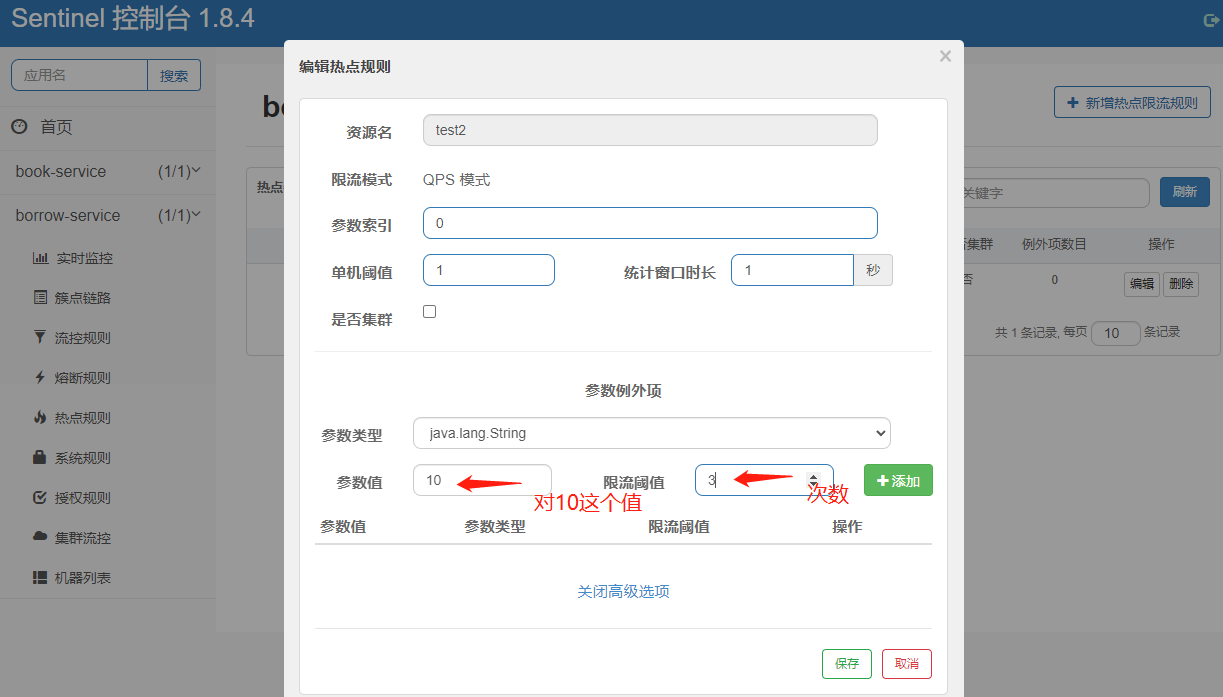 Sentinel 控制台 1.8.4
应用名 搜索
首页
book-service (1/1)
borrow-service (1/1)
实时监控
簇点链路
流控规则
熔断规则
热点规则
系统规则
授权规则
集群流控
机器列表
新增热点限流规则
热点
关键字 刷新
集群 例外项数目 操作
否 0 编辑 删除
共 1 条记录, 每页 10 条记录
编辑热点规则 ×
资源名 test2
限流模式 QPS 模式
参数索引 0
单机阈值 1 统计窗口时长 1 秒
是否集群
参数例外项
参数类型 java.lang.String
参数值 10 限流阈值 3 添加
对10这个值 次数
参数值 参数类型 限流阈值 操作
关闭高级选项
保存 取消